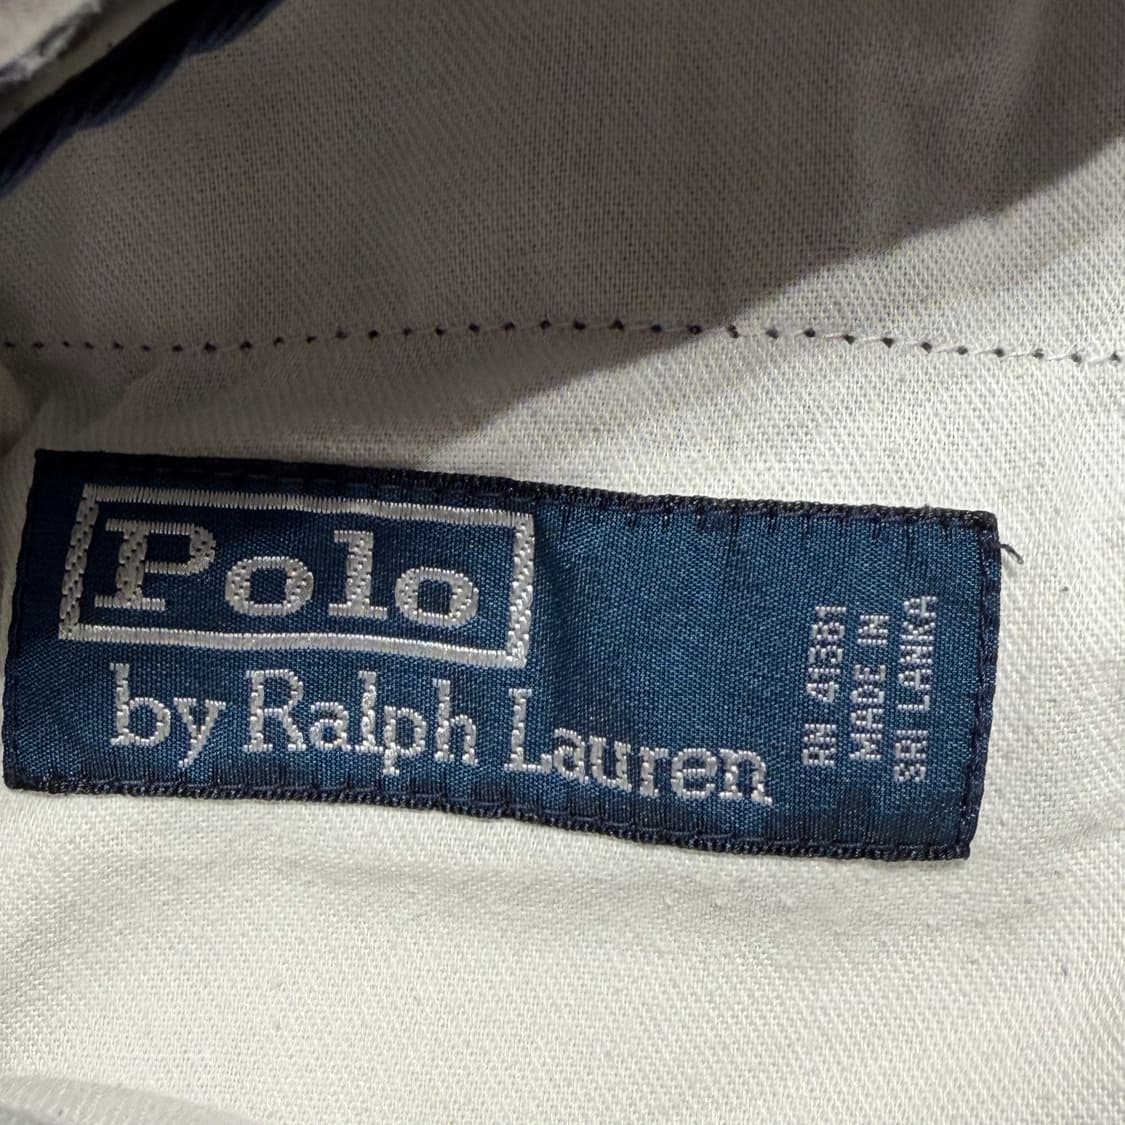 Polo
by Ralph Lauren
RN 41381
MADE IN
SRI LANKA